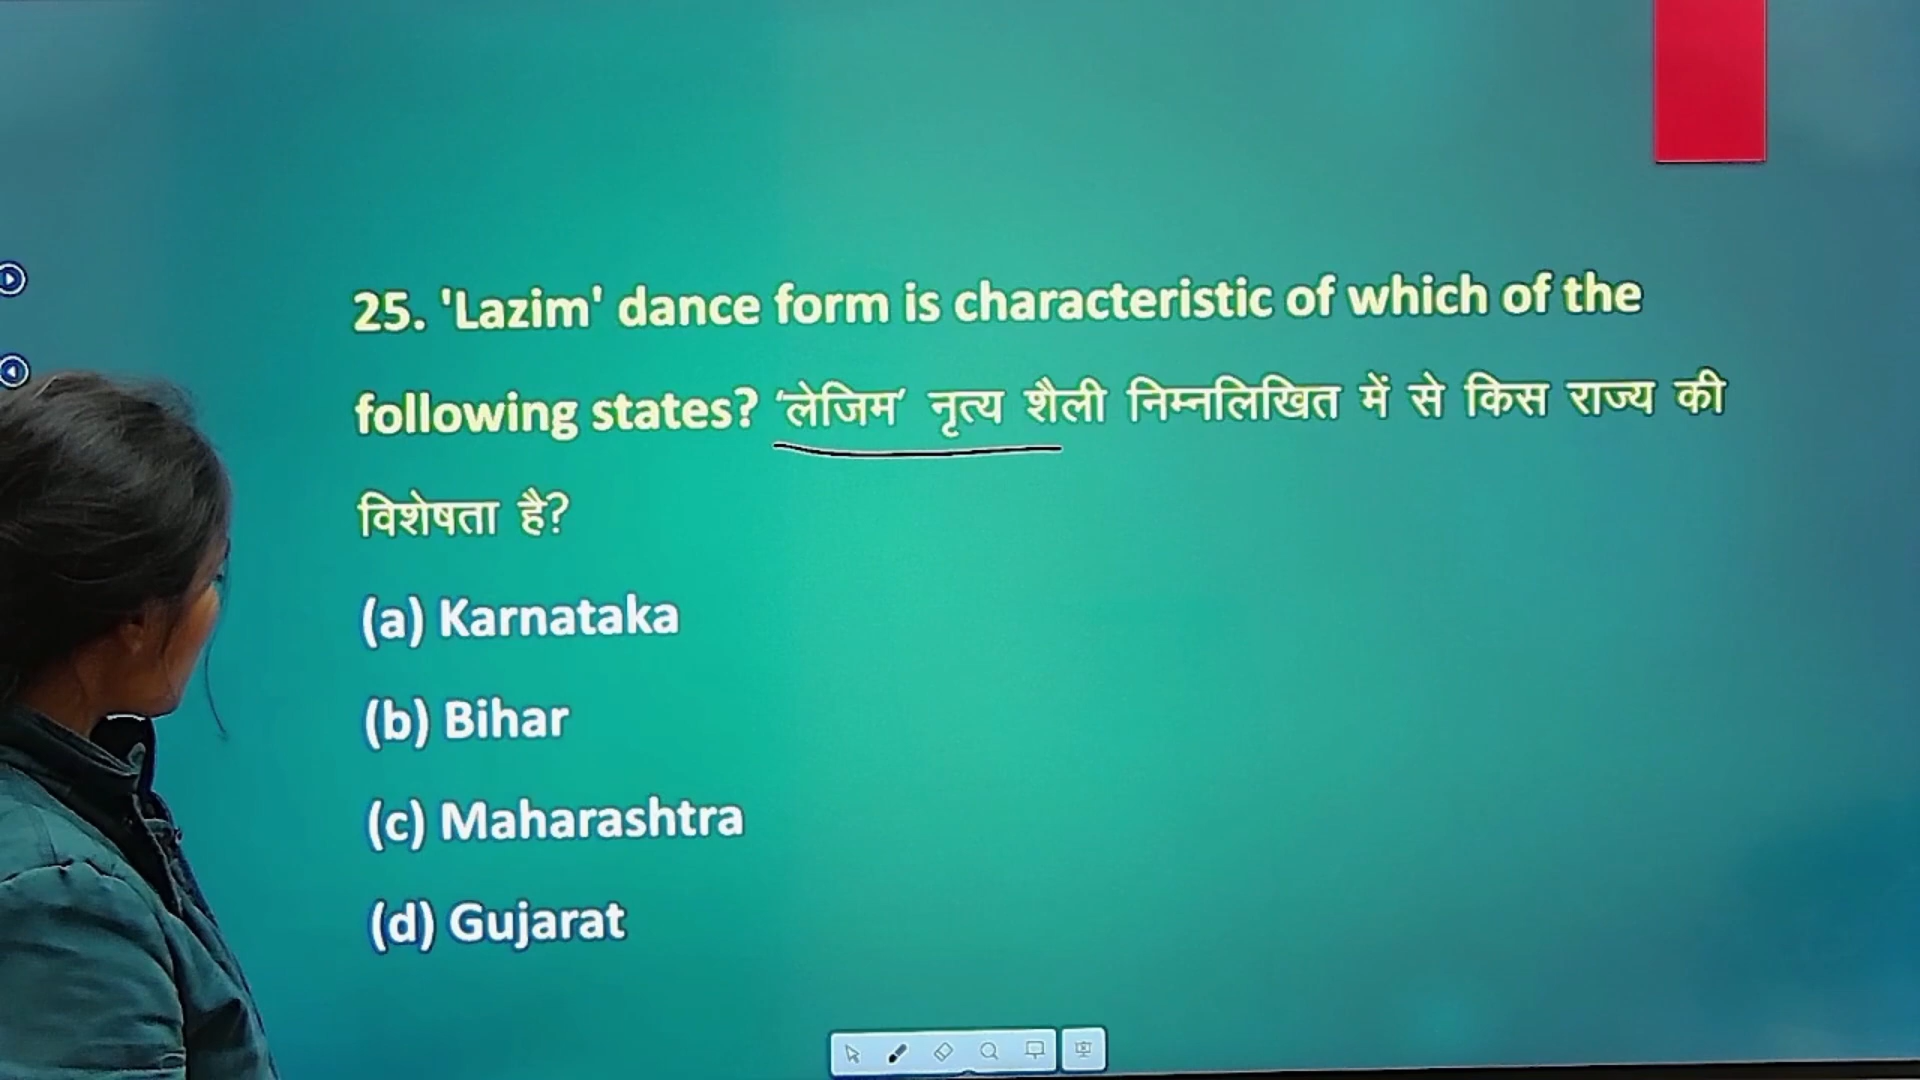 25. 'Lazim' dance form is characteristic of which of the
following states? ‘लेजिम’ नृत्य शैली निम्नलिखित में से किस राज्य की
विशेषता है?
(a) Karnataka
(b) Bihar
(c) Maharashtra
(d) Gujarat